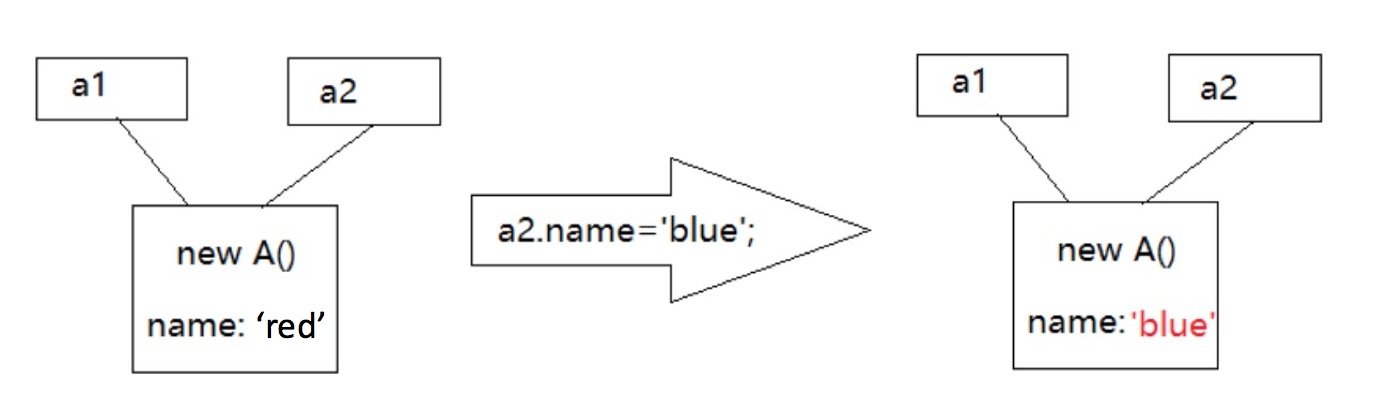 a1
a2
new A()
name: ‘red’
a2.name='blue';
a1
a2
new A()
name:'blue'